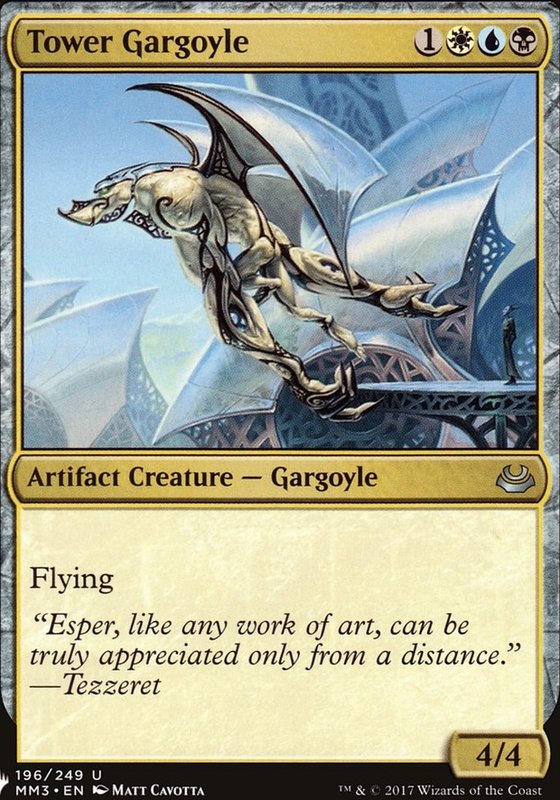 Tower Gargoyle
1
Artifact Creature — Gargoyle
Flying
“Esper, like any work of art, can be
truly appreciated only from a distance.”
—Tezzeret
4/4
196/249 U
MM3 • EN Matt Cavotta
™ & © 2017 Wizards of the Coast